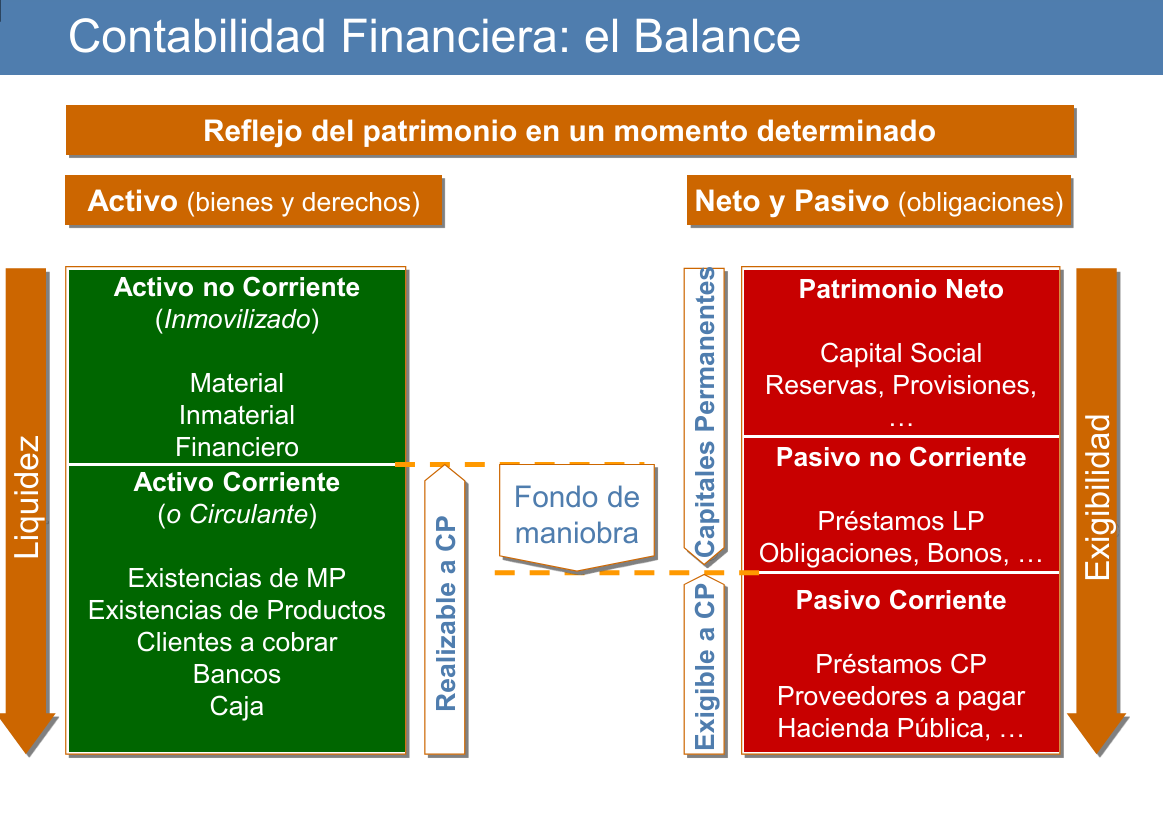 Contabilidad Financiera: el Balance
Reflejo del patrimonio en un momento determinado
Activo (bienes y derechos)
Neto y Pasivo (obligaciones)
Liquidez
Activo no Corriente
(Inmovilizado)
Material
Inmaterial
Financiero
Activo Corriente
(o Circulante)
Existencias de MP
Existencias de Productos
Clientes a cobrar
Bancos
Caja
Realizable a CP
Fondo de
maniobra
Capitales Permanentes
Exigible a CP
Patrimonio Neto
Capital Social
Reservas, Provisiones,
…
Pasivo no Corriente
Préstamos LP
Obligaciones, Bonos, …
Pasivo Corriente
Préstamos CP
Proveedores a pagar
Hacienda Pública, …
Exigibilidad